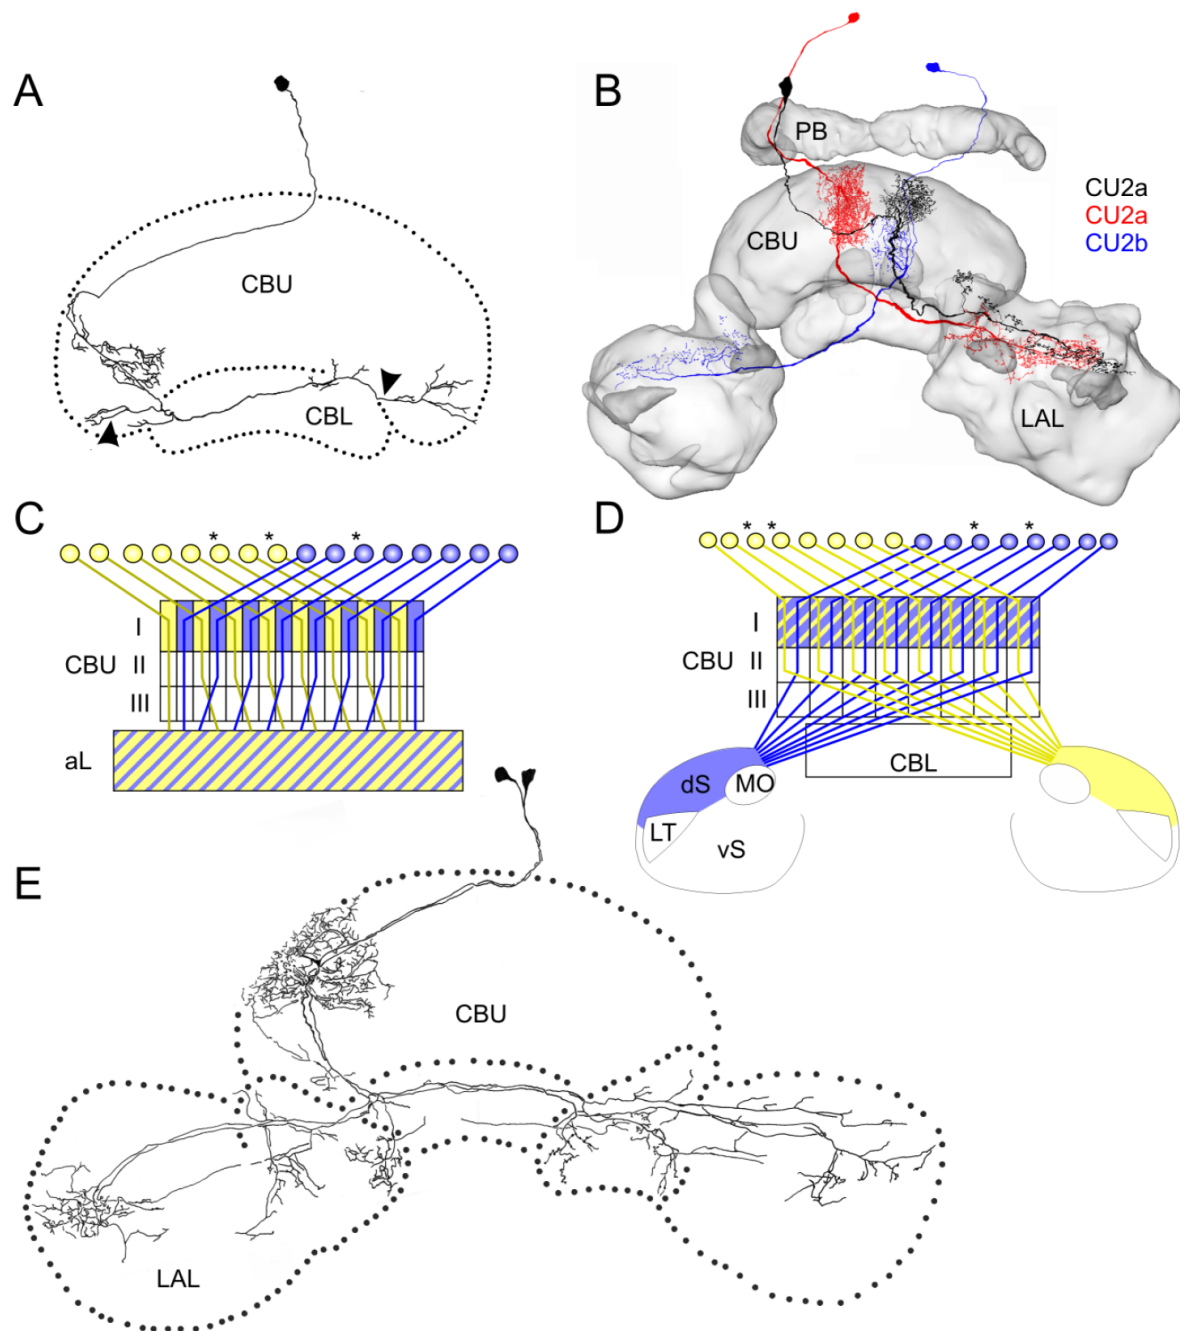 A
CBU
CBL
B
PB
CBU
LAL
CU2a
CU2a
CU2b
C
* * *
I
CBU II
III
aL
D
* * * *
I
CBU II
III
CBL
dS MO
LT
vS
E
CBU
LAL